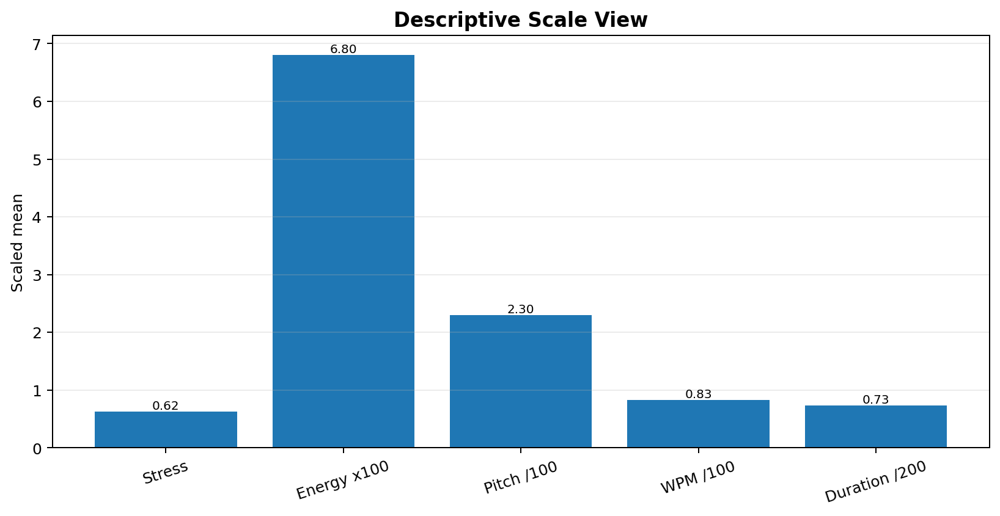 Descriptive Scale View
Scaled mean
7
6
5
4
3
2
1
0
0.62
6.80
2.30
0.83
0.73
Stress
Energy x100
Pitch /100
WPM /100
Duration /200